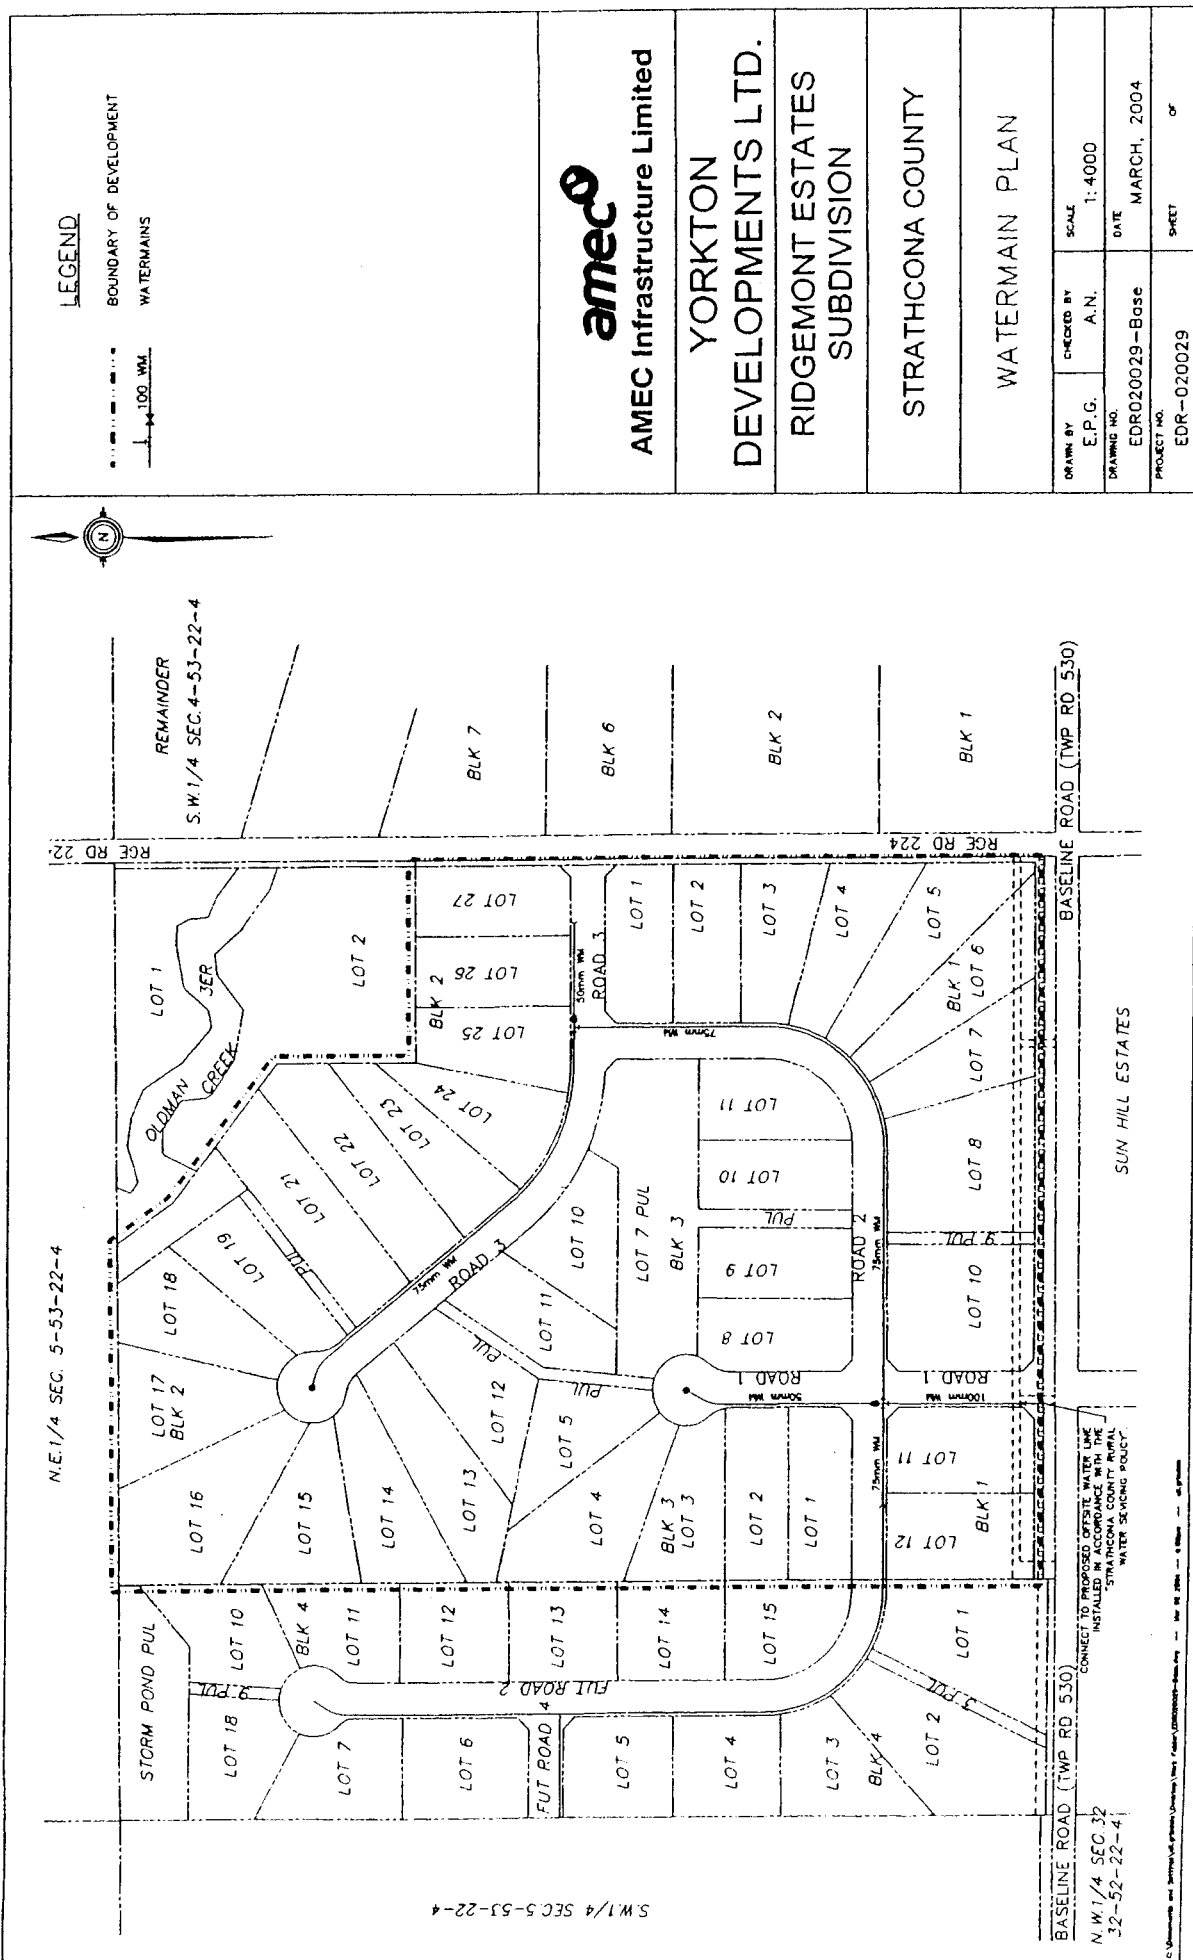 LEGEND
BOUNDARY OF DEVELOPMENT
100 WM
WATERMAINS
amec
AMEC Infrastructure Limited
YORKTON
DEVELOPMENTS LTD.
RIDGEMONT ESTATES
SUBDIVISION
STRATHCONA COUNTY
WATERMAIN PLAN
DRAWN BY
E.P.G.
CHECKED BY
A.N.
SCALE
1:4000
DRAWING NO.
EDR020029-Base
DATE
MARCH, 2004
PROJECT NO.
EDR-020029
SHEET
OF
N
N.E.1/4 SEC. 5-53-22-4
REMAINDER
S.W.1/4 SEC.4-53-22-4
RGE RD 22
BLK 7
BLK 6
BLK 2
BLK 1
RGE RD 224
LOT 1
OLDMAN
CREEK
LOT 2
LOT 27
LOT 26
LOT 25
BLK 2
LOT 24
LOT 23
LOT 22
LOT 21
PUL
LOT 19
LOT 18
LOT 17
BLK 2
LOT 16
LOT 15
LOT 14
LOT 13
LOT 12
LOT 11
LOT 10
PUL
PUL
75mm WM
ROAD 3
50mm WM
ROAD 3
75mm WM
LOT 1
LOT 2
LOT 3
LOT 4
LOT 5
BLK 1
LOT 6
LOT 7
LOT 8
9 PUL
LOT 10
LOT 7 PUL
BLK 3
LOT 11
LOT 10
PUL
LOT 9
LOT 8
ROAD 2
75mm WM
ROAD 1
50mm WM
ROAD 1
100mm WM
75mm WM
LOT 5
LOT 4
BLK 3
LOT 3
LOT 2
LOT 1
LOT 11
LOT 12
BLK 1
STORM POND PUL
LOT 10
BLK 4
LOT 11
LOT 12
LOT 13
LOT 14
LOT 15
LOT 1
9 PUL
FUT ROAD 2
LOT 18
LOT 7
LOT 6
FUT ROAD 4
LOT 5
LOT 4
LOT 3
BLK 4
LOT 2
3 PUL
S.W.1/4 SEC.5-53-22-4
BASELINE ROAD (TWP RD 530)
N.W.1/4 SEC.32
32-52-22-4
CONNECT TO PROPOSED OFFSITE WATER LINE
INSTALLED IN ACCORDANCE WITH THE
"STRATHCONA COUNTY RURAL
WATER SEVICING POLICY".
SUN HILL ESTATES
BASELINE ROAD (TWP RD 530)